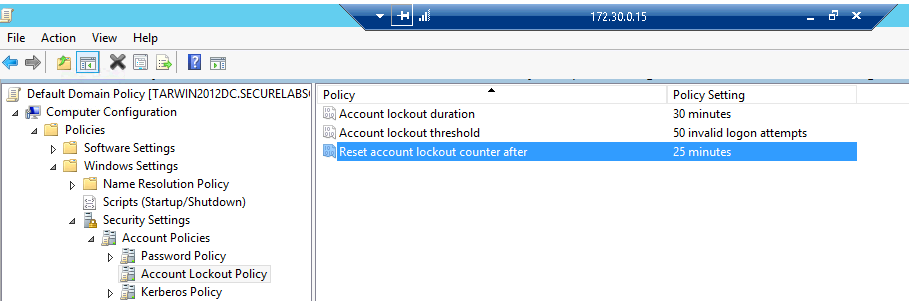 172.30.0.15
File Action View Help
Default Domain Policy [TARWIN2012DC.SECURELABS
Computer Configuration
Policies
Software Settings
Windows Settings
Name Resolution Policy
Scripts (Startup/Shutdown)
Security Settings
Account Policies
Password Policy
Account Lockout Policy
Kerberos Policy
Policy Policy Setting
Account lockout duration 30 minutes
Account lockout threshold 50 invalid logon attempts
Reset account lockout counter after 25 minutes